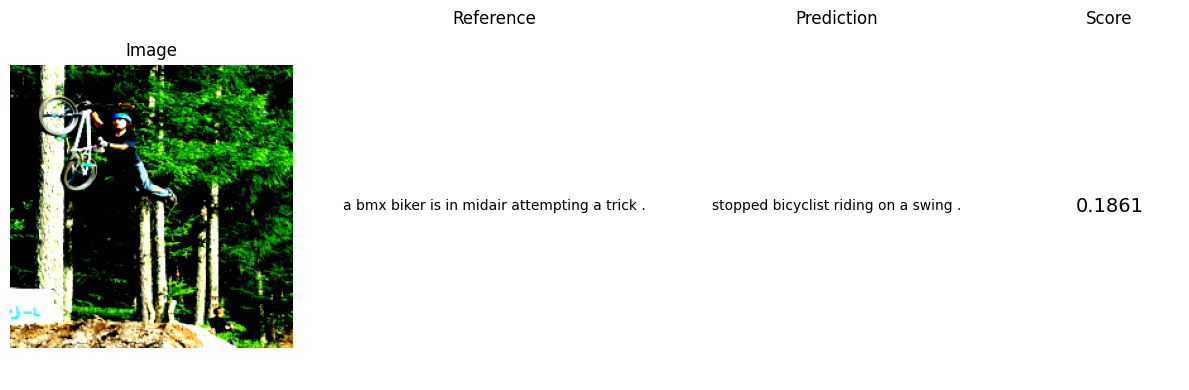 Reference
Prediction
Score
Image
a bmx biker is in midair attempting a trick .
stopped bicyclist riding on a swing .
0.1861